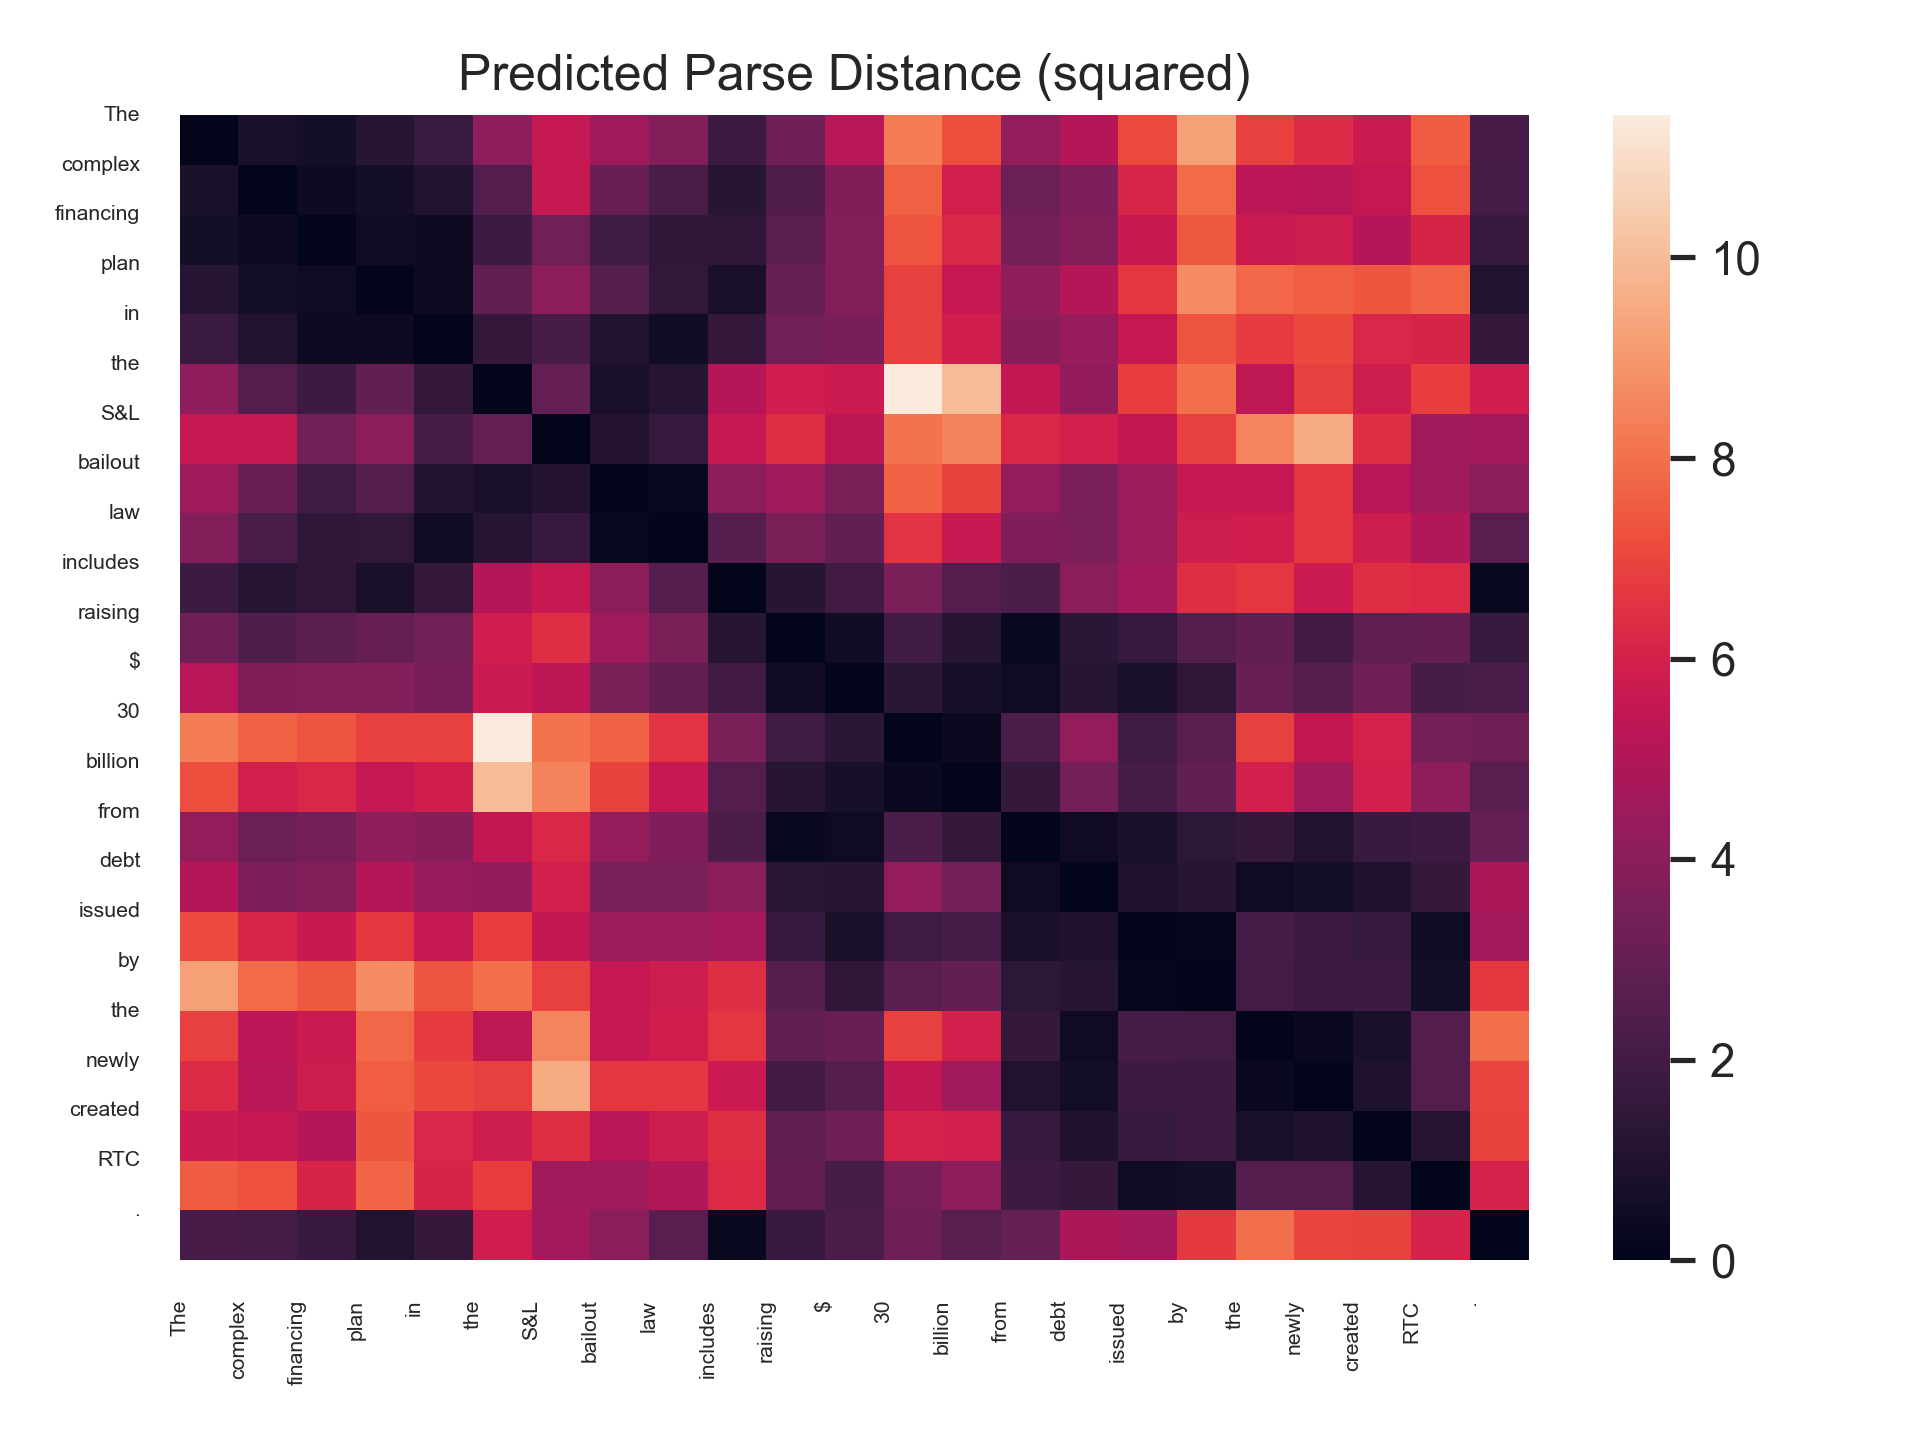 Predicted Parse Distance (squared)
The
complex
financing
plan
in
the
S&L
bailout
law
includes
raising
$
30
billion
from
debt
issued
by
the
newly
created
RTC
.
10
8
6
4
2
0
The
complex
financing
plan
in
the
S&L
bailout
law
includes
raising
$
30
billion
from
debt
issued
by
the
newly
created
RTC
.